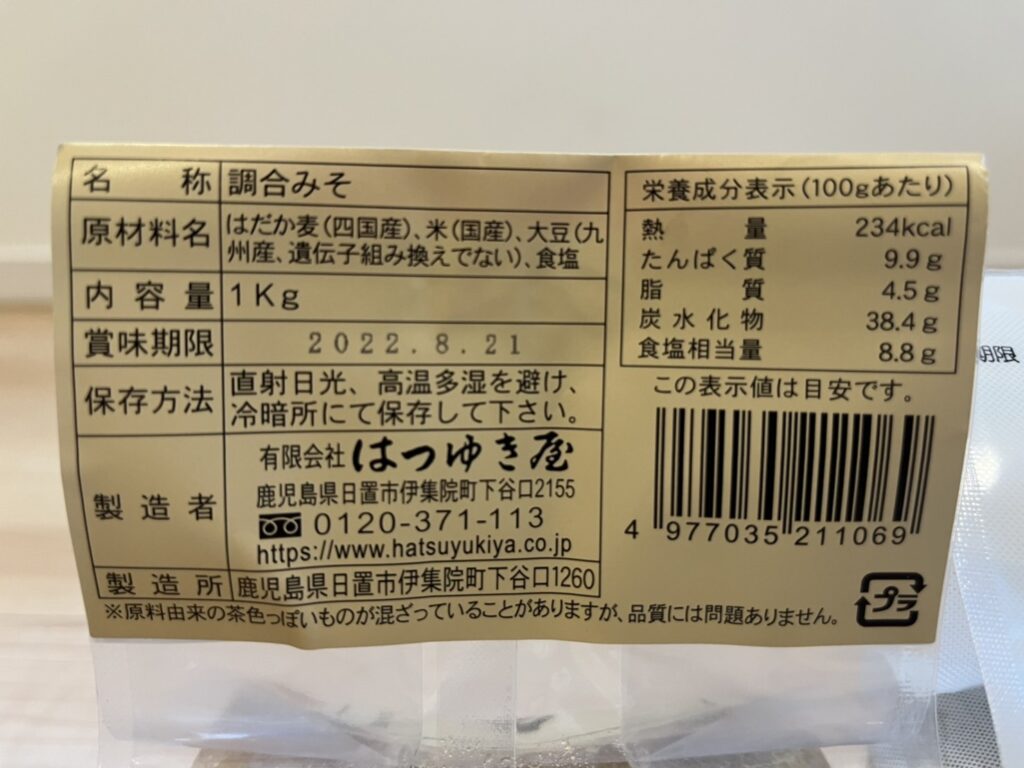 名称 調合みそ
原材料名 はだか麦(四国産)、米(国産)、大豆(九
州産、遺伝子組み換えでない)、食塩
内容量 1Kg
賞味期限 2022.8.21
保存方法 直射日光、高温多湿を避け、
冷暗所にて保存して下さい。
製造者 有限会社はつゆき屋
鹿児島県日置市伊集院町下谷口2155
0120-371-113
https://www.hatsuyukiya.co.jp
製造所 鹿児島県日置市伊集院町下谷口1260
※原料由来の茶色っぽいものが混ざっていることがありますが、品質には問題ありません。
栄養成分表示(100gあたり)
熱量 234kcal
たんぱく質 9.9g
脂質 4.5g
炭水化物 38.4g
食塩相当量 8.8g
この表示値は目安です。
4 977035 211069
プラ
期限